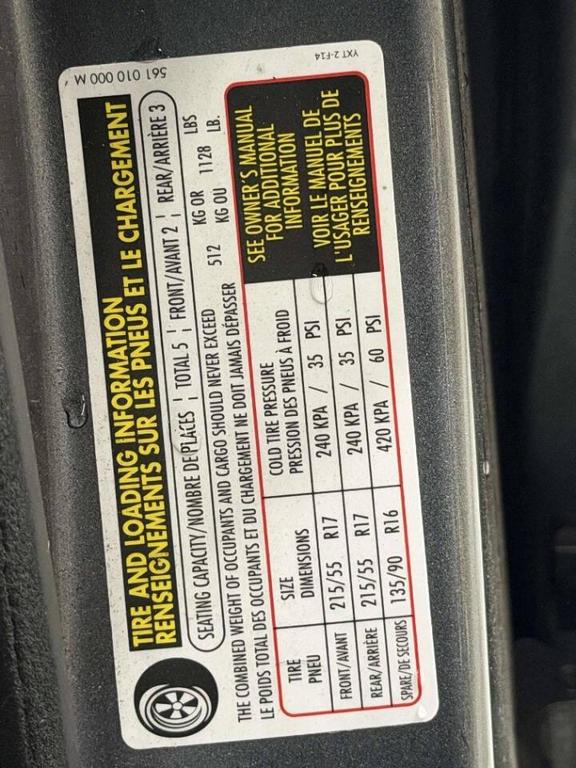 561 010 000 M
YXT 2-F14
TIRE AND LOADING INFORMATION
RENSEIGNEMENTS SUR LES PNEUS ET LE CHARGEMENT
SEATING CAPACITY/NOMBRE DE PLACES | TOTAL 5 | FRONT/AVANT 2 | REAR/ARRIÈRE 3
THE COMBINED WEIGHT OF OCCUPANTS AND CARGO SHOULD NEVER EXCEED 512 KG OR 1128 LBS
LE POIDS TOTAL DES OCCUPANTS ET DU CHARGEMENT NE DOIT JAMAIS DÉPASSER KG OU LB.
TIRE SIZE COLD TIRE PRESSURE
PNEU DIMENSIONS PRESSION DES PNEUS À FROID
FRONT/AVANT 215/55 R17 240 KPA / 35 PSI
REAR/ARRIÈRE 215/55 R17 240 KPA / 35 PSI
SPARE/DE SECOURS 135/90 R16 420 KPA / 60 PSI
SEE OWNER'S MANUAL
FOR ADDITIONAL
INFORMATION
VOIR LE MANUEL DE
L'USAGER POUR PLUS DE
RENSEIGNEMENTS